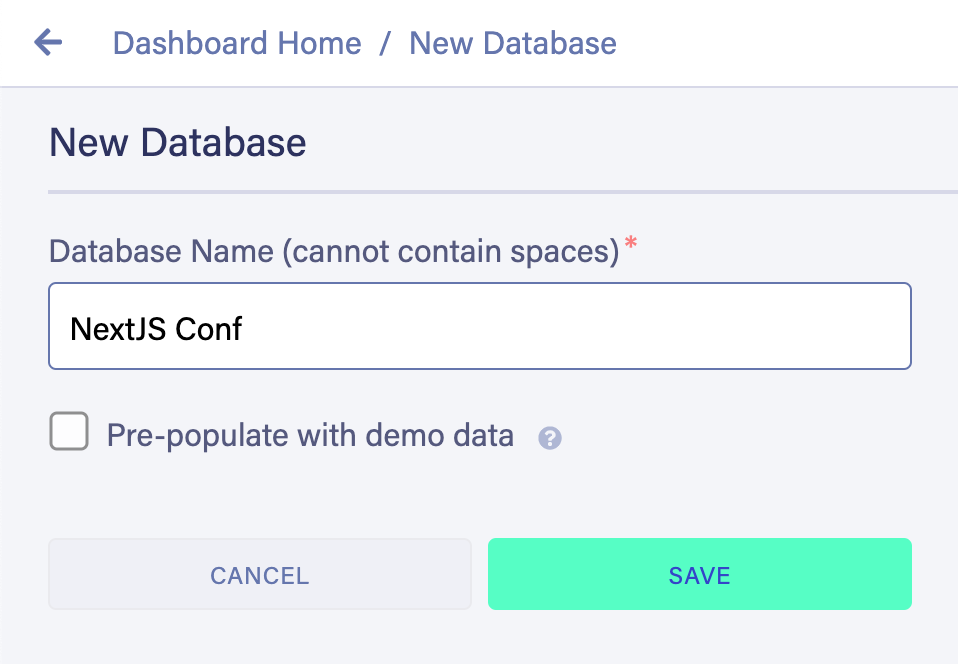 Dashboard Home / New Database
New Database
Database Name (cannot contain spaces)*
NextJS Conf
Pre-populate with demo data ?
CANCEL
SAVE